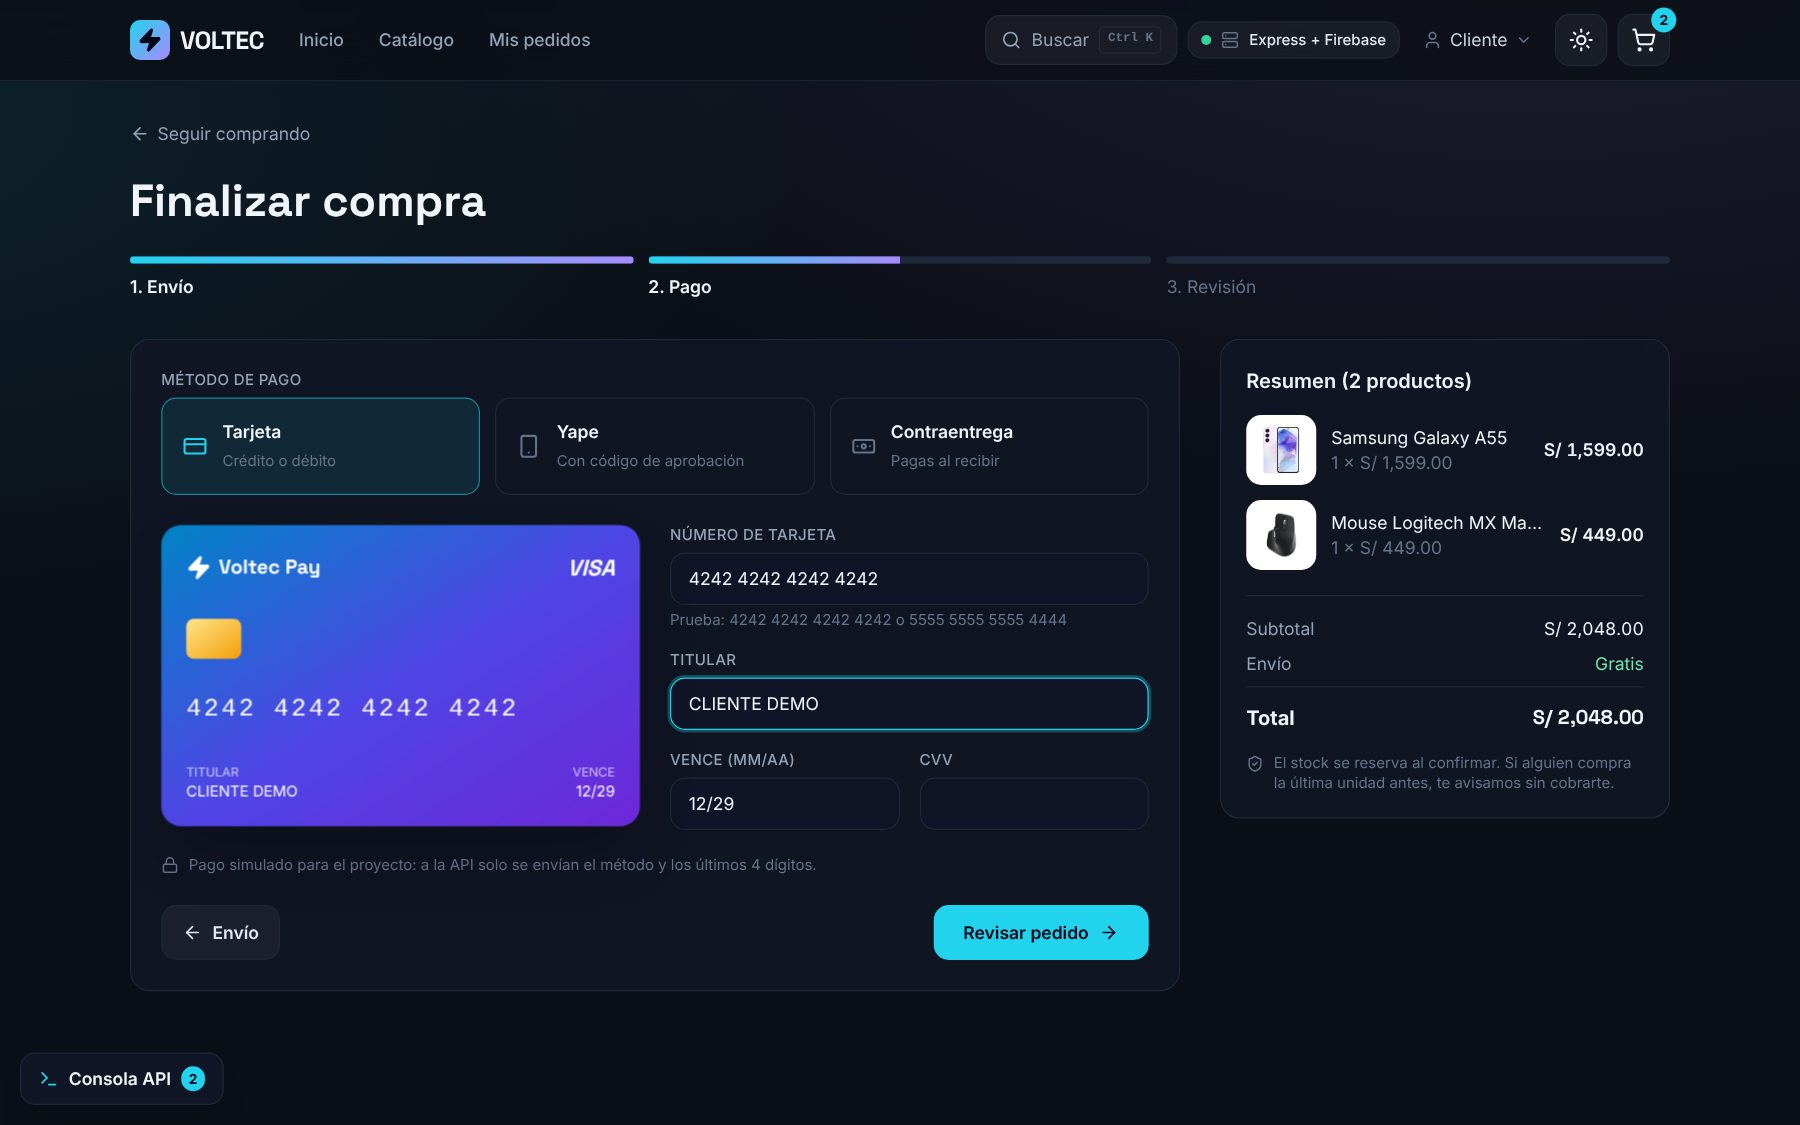 VOLTEC
Inicio
Catálogo
Mis pedidos
Buscar
Ctrl K
Express + Firebase
Cliente
2
Seguir comprando
Finalizar compra
1. Envío
2. Pago
3. Revisión
MÉTODO DE PAGO
Tarjeta
Crédito o débito
Yape
Con código de aprobación
Contraentrega
Pagas al recibir
Voltec Pay
VISA
4242 4242 4242 4242
TITULAR
CLIENTE DEMO
VENCE
12/29
NÚMERO DE TARJETA
4242 4242 4242 4242
Prueba: 4242 4242 4242 4242 o 5555 5555 5555 4444
TITULAR
CLIENTE DEMO
VENCE (MM/AA)
12/29
CVV
Pago simulado para el proyecto: a la API solo se envían el método y los últimos 4 dígitos.
Envío
Revisar pedido
Resumen (2 productos)
Samsung Galaxy A55
1 × S/ 1,599.00
S/ 1,599.00
Mouse Logitech MX Ma...
1 × S/ 449.00
S/ 449.00
Subtotal
S/ 2,048.00
Envío
Gratis
Total
S/ 2,048.00
El stock se reserva al confirmar. Si alguien compra
la última unidad antes, te avisamos sin cobrarte.
Consola API
2